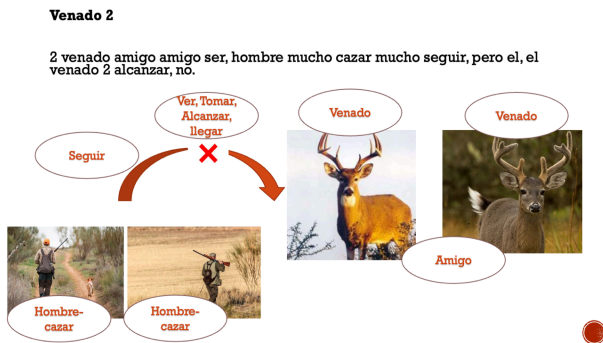 Venado 2
2 venado amigo amigo ser, hombre mucho cazar mucho seguir, pero el, el
venado 2 alcanzar, no.
Ver, Tomar,
Alcanzar,
llegar
Venado
Venado
Seguir
Amigo
Hombre-
cazar
Hombre-
cazar